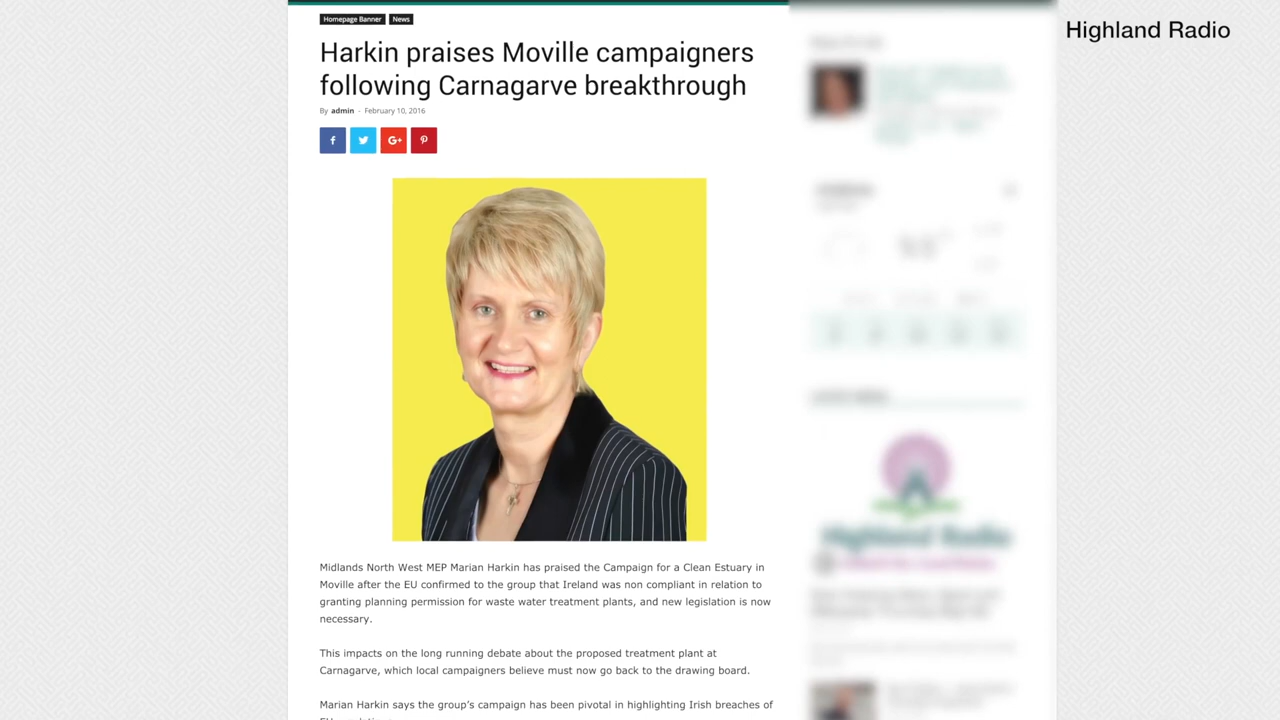 Highland Radio
Homepage Banner News
Harkin praises Moville campaigners
following Carnagarve breakthrough
By admin - February 10, 2016
f G+
Midlands North West MEP Marian Harkin has praised the Campaign for a Clean Estuary in
Moville after the EU confirmed to the group that Ireland was non compliant in relation to
granting planning permission for waste water treatment plants, and new legislation is now
necessary.
This impacts on the long running debate about the proposed treatment plant at
Carnagarve, which local campaigners believe must now go back to the drawing board.
Marian Harkin says the group's campaign has been pivotal in highlighting Irish breaches of
Highland Radio